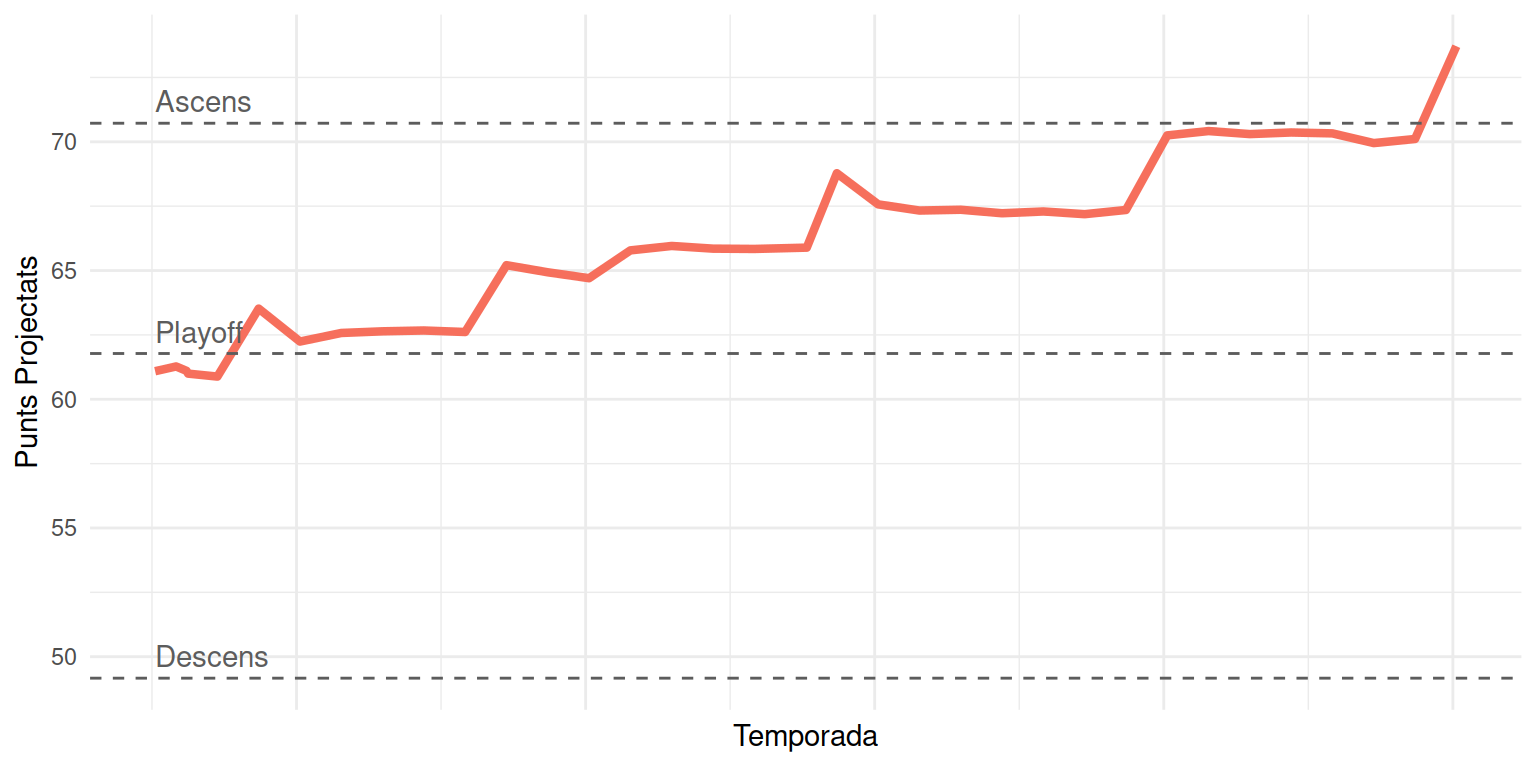 Ascens
70
65
Playoff
60
55
50
Descens
Punts Projectats
Temporada